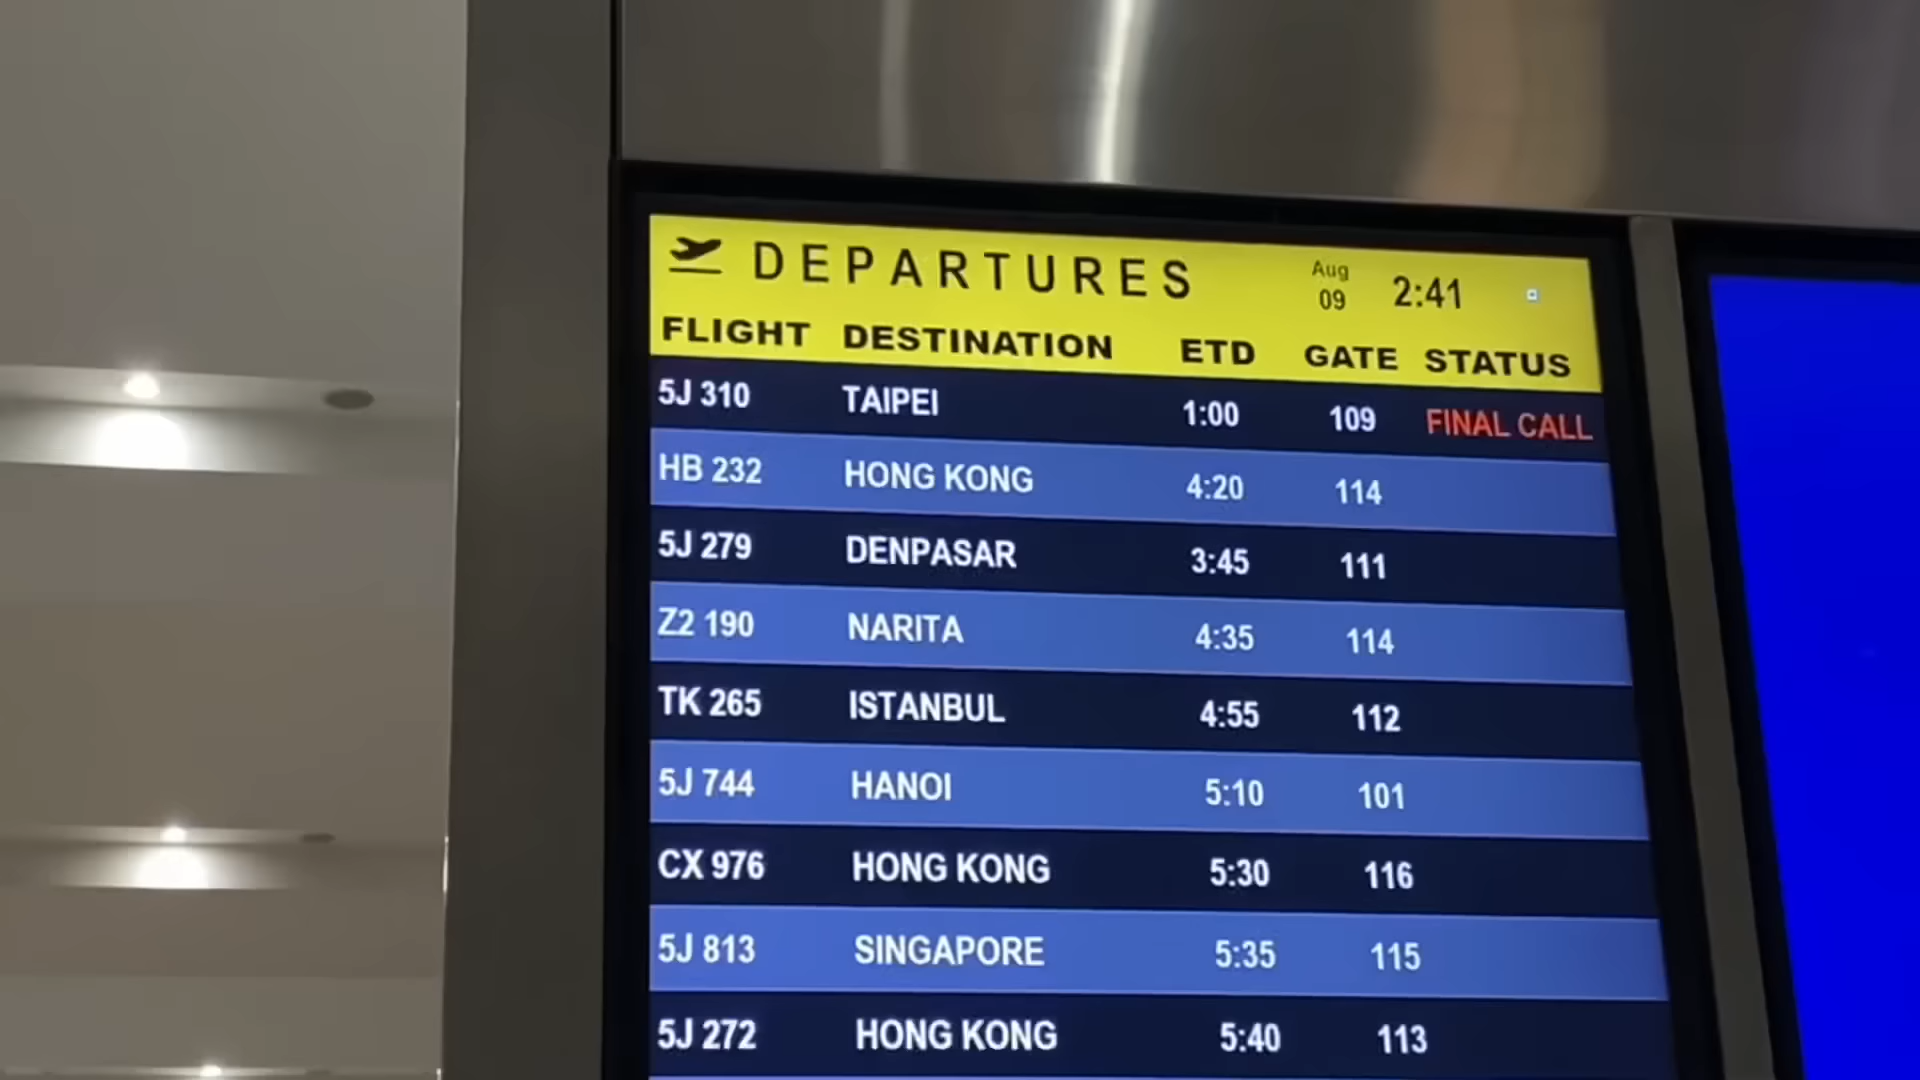 DEPARTURES Aug 09 2:41
FLIGHT DESTINATION ETD GATE STATUS
5J 310 TAIPEI 1:00 109 FINAL CALL
HB 232 HONG KONG 4:20 114
5J 279 DENPASAR 3:45 111
Z2 190 NARITA 4:35 114
TK 265 ISTANBUL 4:55 112
5J 744 HANOI 5:10 101
CX 976 HONG KONG 5:30 116
5J 813 SINGAPORE 5:35 115
5J 272 HONG KONG 5:40 113